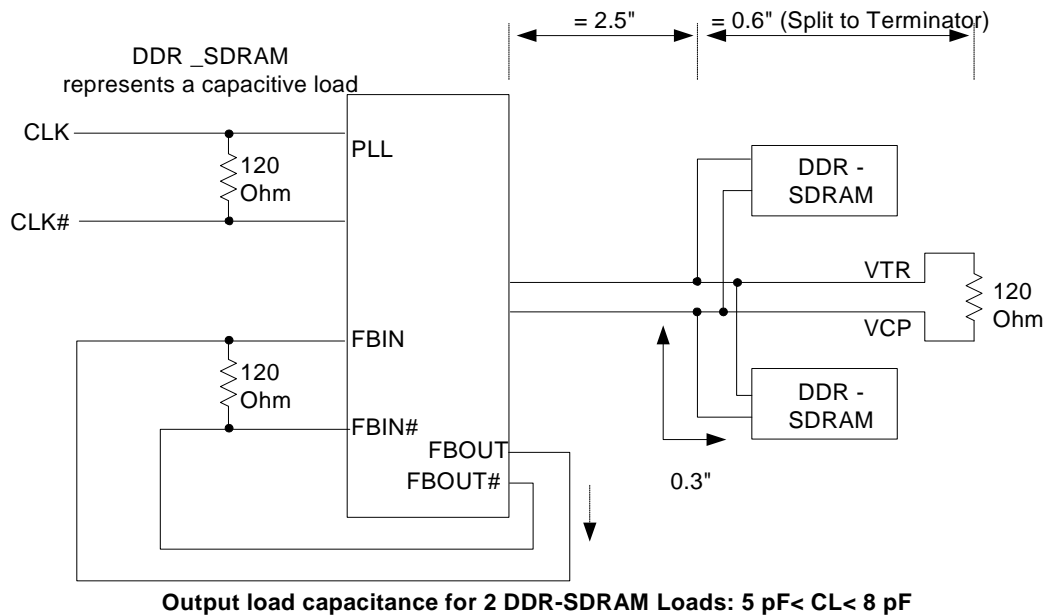 = 2.5"
= 0.6" (Split to Terminator)
DDR _SDRAM
represents a capacitive load
CLK
PLL
120
Ohm
CLK#
DDR -
SDRAM
VTR
120
Ohm
VCP
FBIN
120
Ohm
FBIN#
DDR -
SDRAM
FBOUT
FBOUT#
0.3"
Output load capacitance for 2 DDR-SDRAM Loads: 5 pF< CL< 8 pF